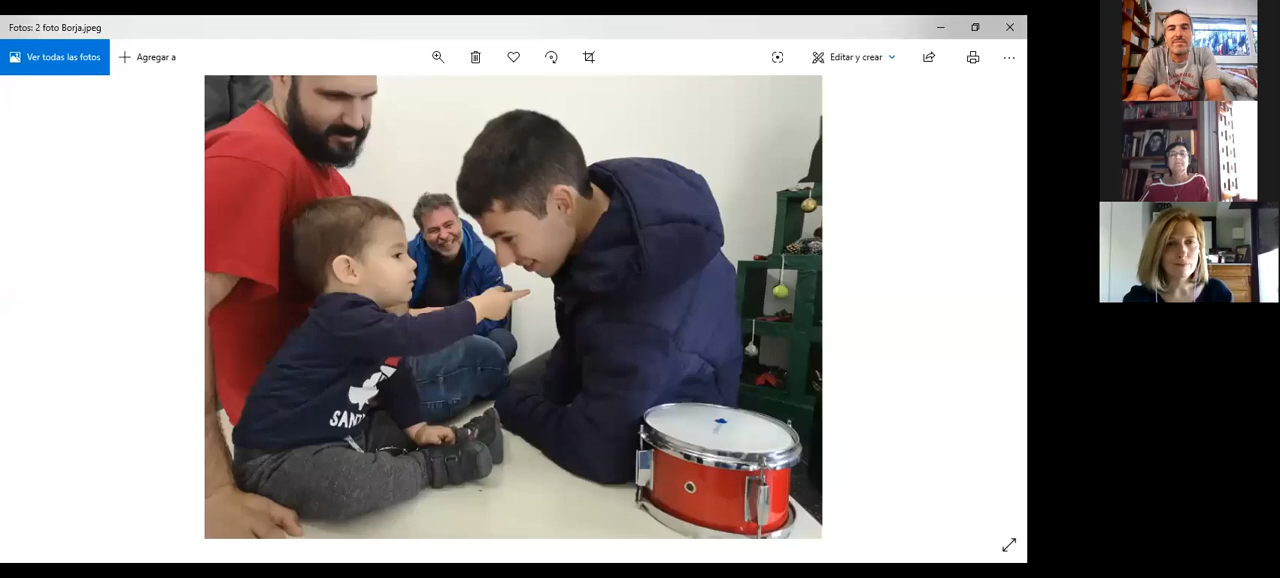 Fotos: 2 foto Borja.jpeg
Ver todas las fotos
Agregar a
Editar y crear
SANT